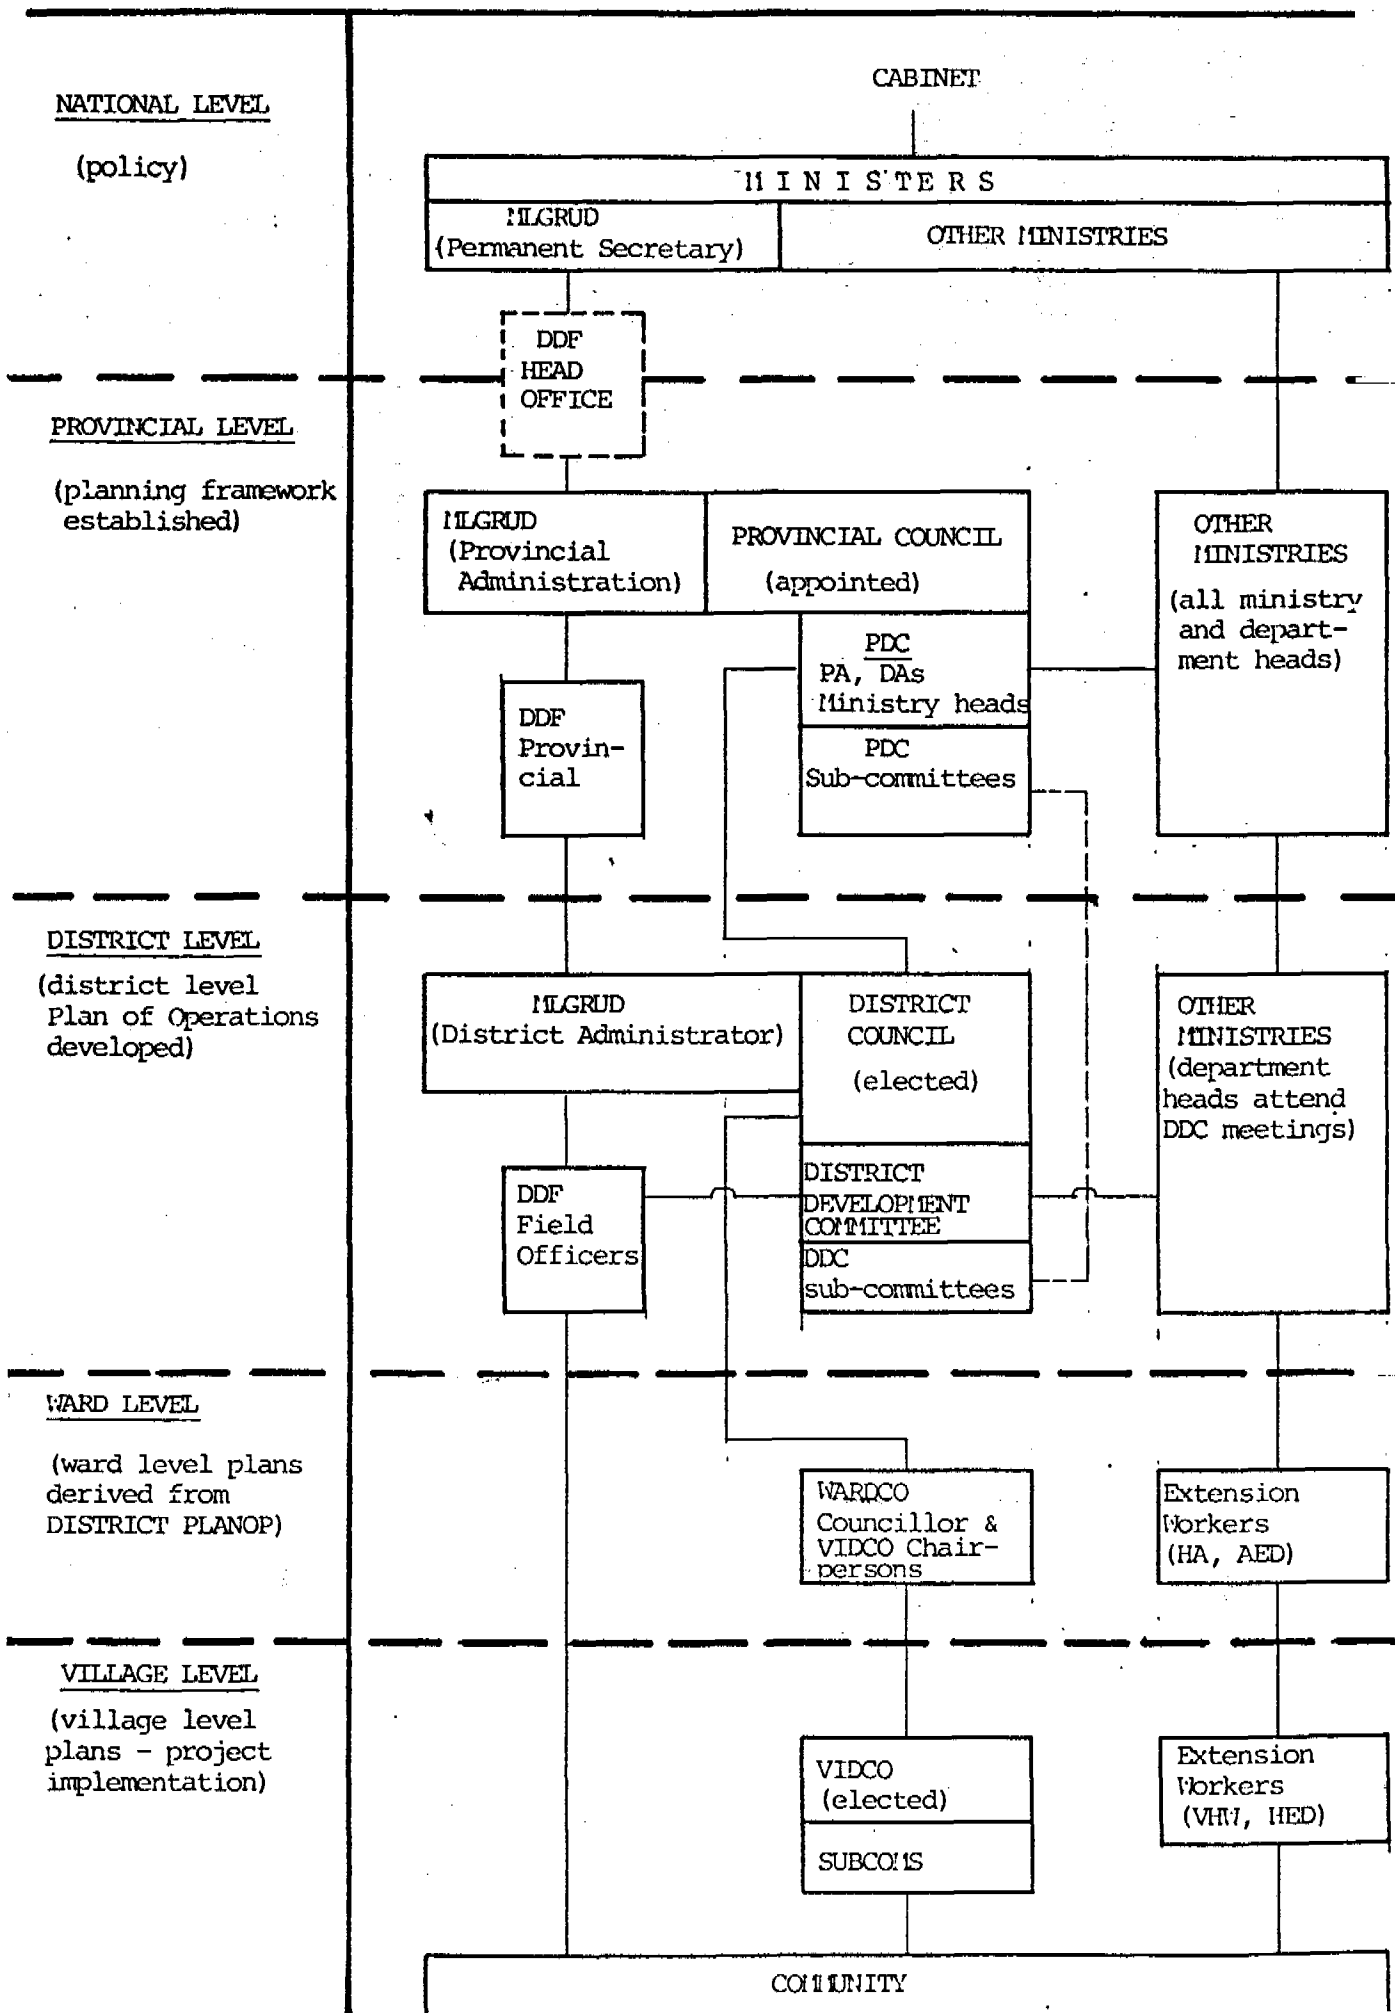 CABINET
NATIONAL LEVEL
(policy)
MINISTERS
MLGRUD
(Permanent Secretary)
OTHER MINISTRIES
DDF
HEAD
OFFICE
PROVINCIAL LEVEL
(planning framework
established)
MLGRUD
(Provincial
Administration)
PROVINCIAL COUNCIL
(appointed)
OTHER
MINISTRIES
(all ministry
and depart-
ment heads)
PDC
PA, DAs
Ministry heads
DDF
Provin-
cial
PDC
Sub-committees
DISTRICT LEVEL
(district level
Plan of Operations
developed)
MLGRUD
(District Administrator)
DISTRICT
COUNCIL
(elected)
OTHER
MINISTRIES
(department
heads attend
DDC meetings)
DDF
Field
Officers
DISTRICT
DEVELOPMENT
COMMITTEE
DDC
sub-committees
WARD LEVEL
(ward level plans
derived from
DISTRICT PLANOP)
WARDCO
Councillor &
VIDCO Chair-
persons
Extension
Workers
(HA, AED)
VILLAGE LEVEL
(village level
plans - project
implementation)
VIDCO
(elected)
SUBCOMS
Extension
Workers
(VHW, HED)
COMMUNITY